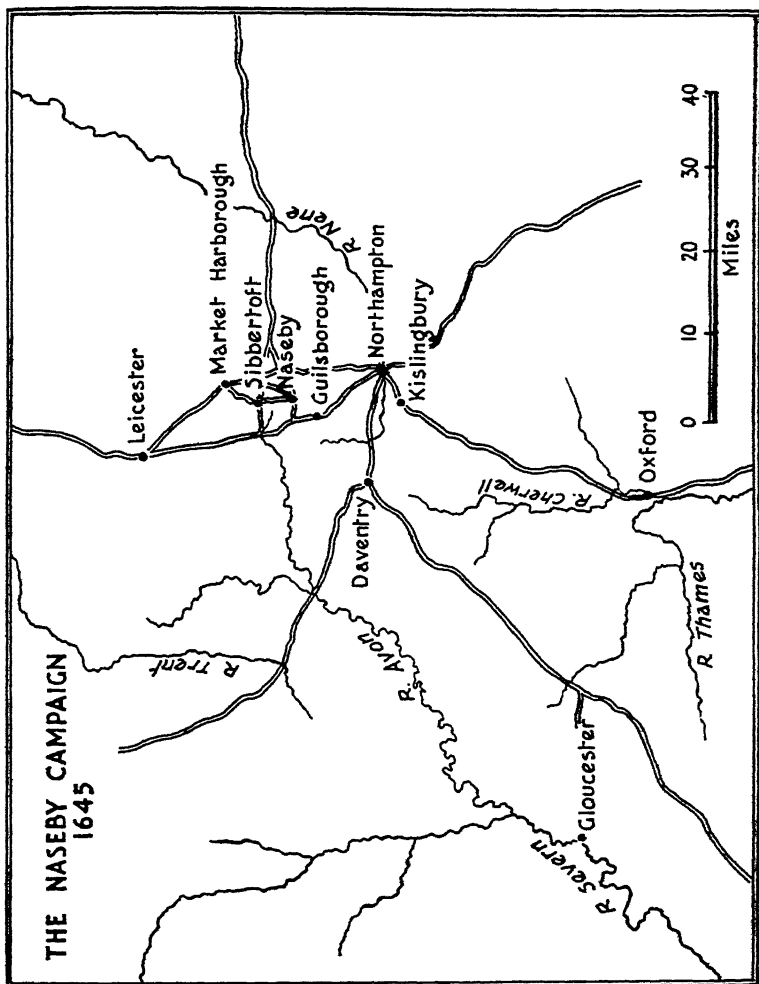 THE NASEBY CAMPAIGN
1645
Leicester
Market Harborough
Sibbertoft
Naseby
Guilsborough
Northampton
Kislingbury
R. Nene
Daventry
R Trent
R. Avon
R. Cherwell
Oxford
R Thames
Gloucester
R Severn
0 10 20 30 40
Miles